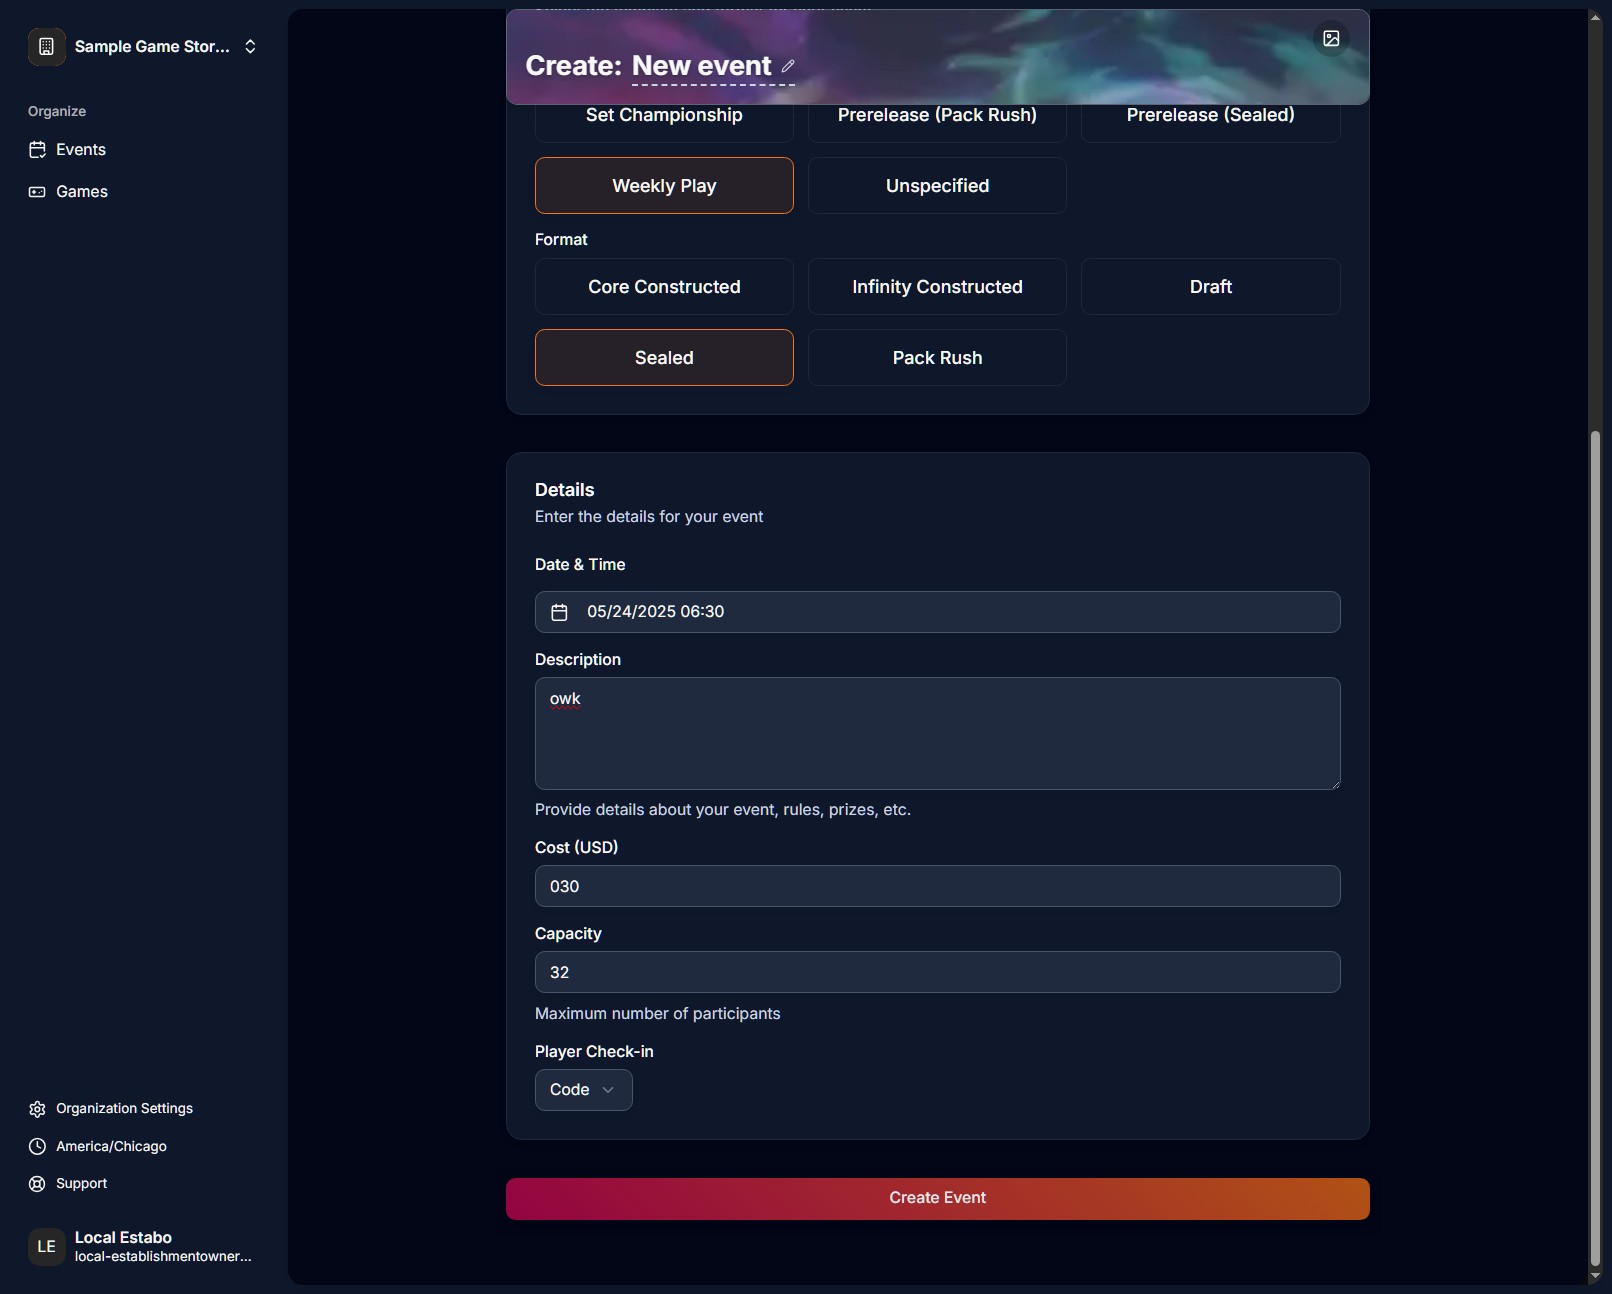 Sample Game Stor...
Organize
Events
Games
Organization Settings
America/Chicago
Support
LE
Local Estabo
local-establishmentowner...
Create: New event
Set Championship
Prerelease (Pack Rush)
Prerelease (Sealed)
Weekly Play
Unspecified
Format
Core Constructed
Infinity Constructed
Draft
Sealed
Pack Rush
Details
Enter the details for your event
Date & Time
05/24/2025 06:30
Description
owk
Provide details about your event, rules, prizes, etc.
Cost (USD)
030
Capacity
32
Maximum number of participants
Player Check-in
Code
Create Event